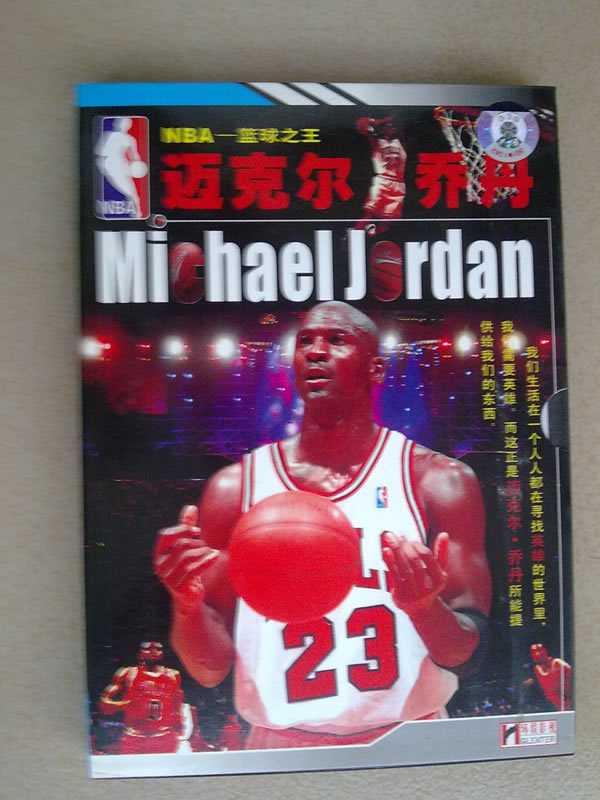 NBA—篮球之王
迈克尔 乔丹
NBA
Michael Jordan
我们生活在一个人人都在寻找英雄的世界里。
我们需要英雄。而这正是迈克尔·乔丹所能提
供给我们的东西。
23